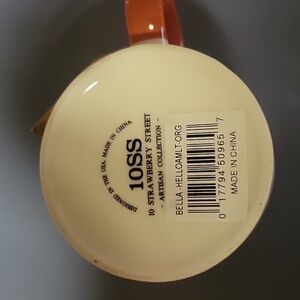 DESIGNED IN THE USA. MADE IN CHINA
10SS
10 STRAWBERRY STREET
- ARTISAN COLLECTION -
BELLA-HELLOAMLT-ORG
0 17794 50965 7
MADE IN CHINA